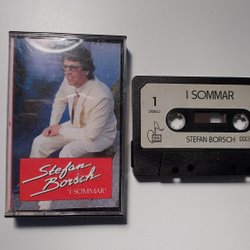 Stefan
Borsch
'I SOMMAR'
I SOMMAR
1
STEREO
STEFAN BORSCH